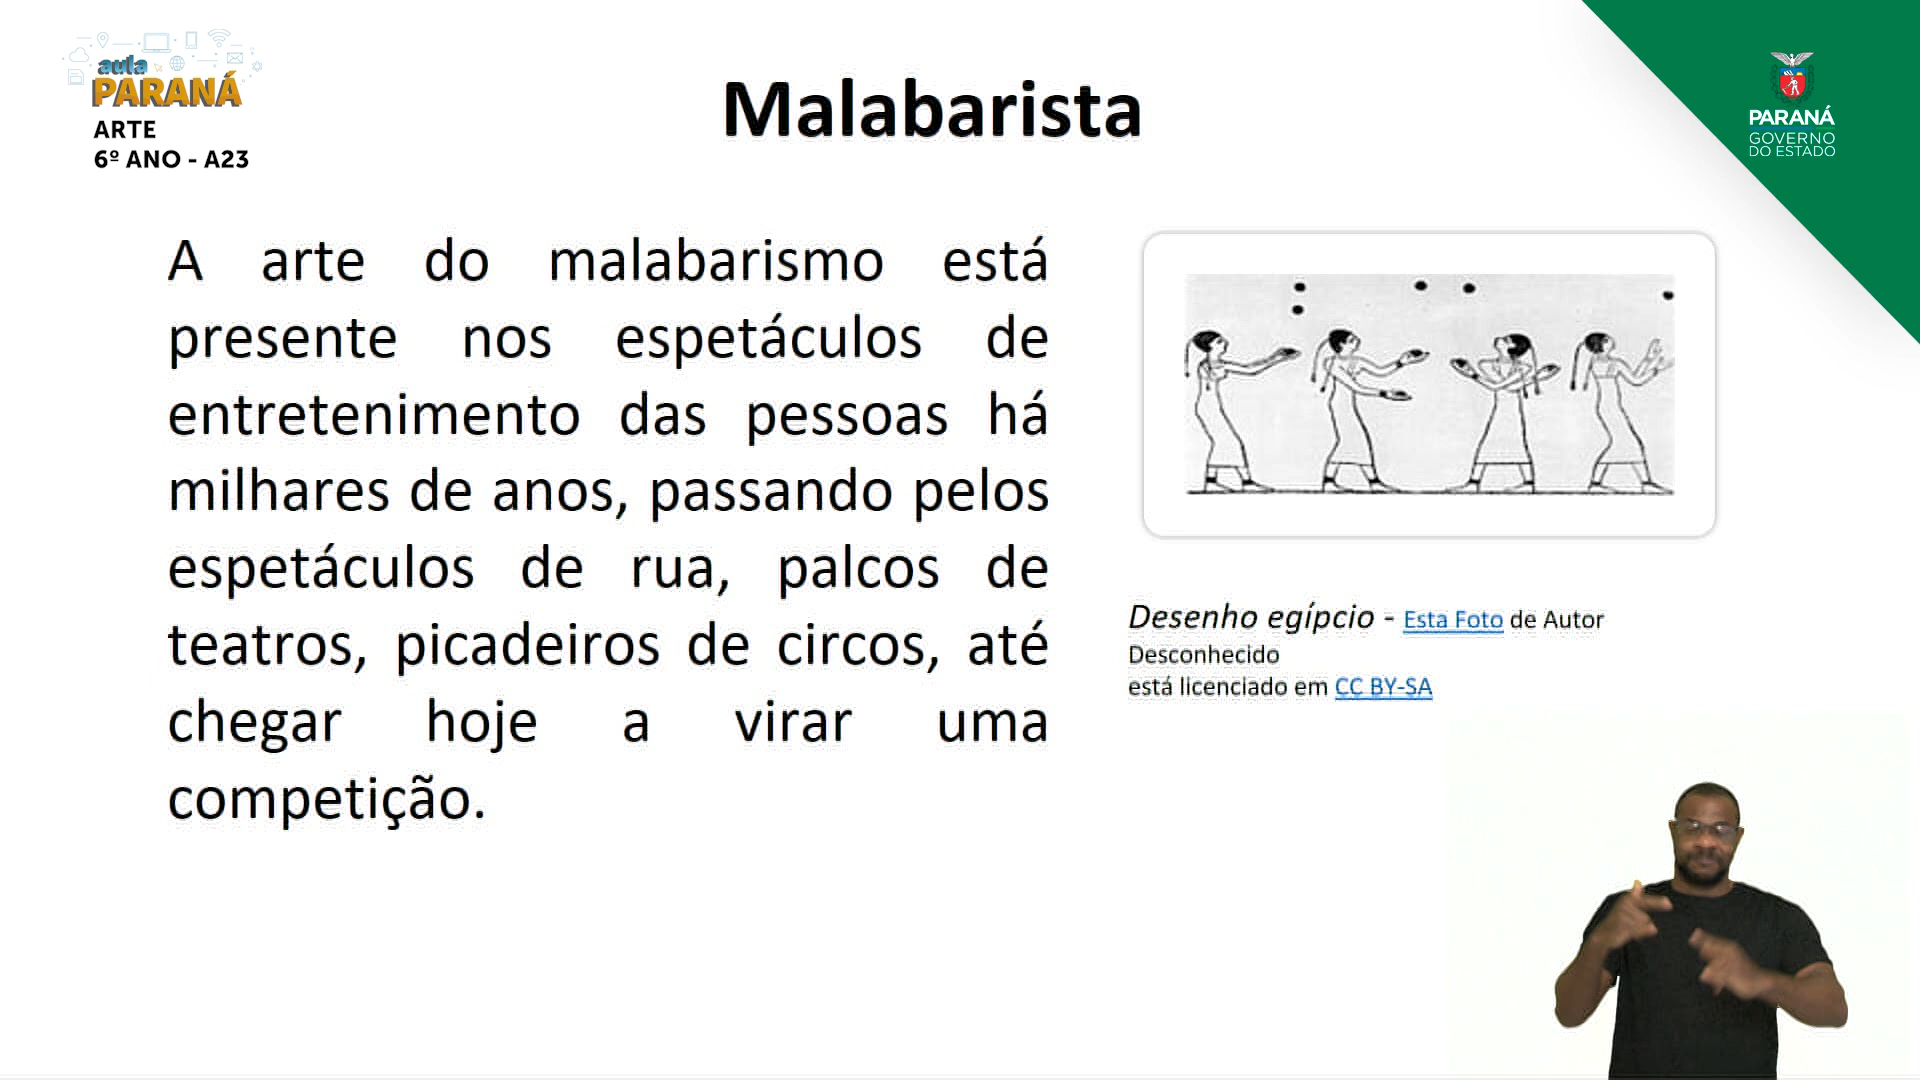 aula
PARANÁ
ARTE
6º ANO - A23
Malabarista
PARANÁ
GOVERNO
DO ESTADO
A arte do malabarismo está
presente nos espetáculos de
entretenimento das pessoas há
milhares de anos, passando pelos
espetáculos de rua, palcos de
teatros, picadeiros de circos, até
chegar hoje a virar uma
competição.
Desenho egípcio - Esta Foto de Autor
Desconhecido
está licenciado em CC BY-SA